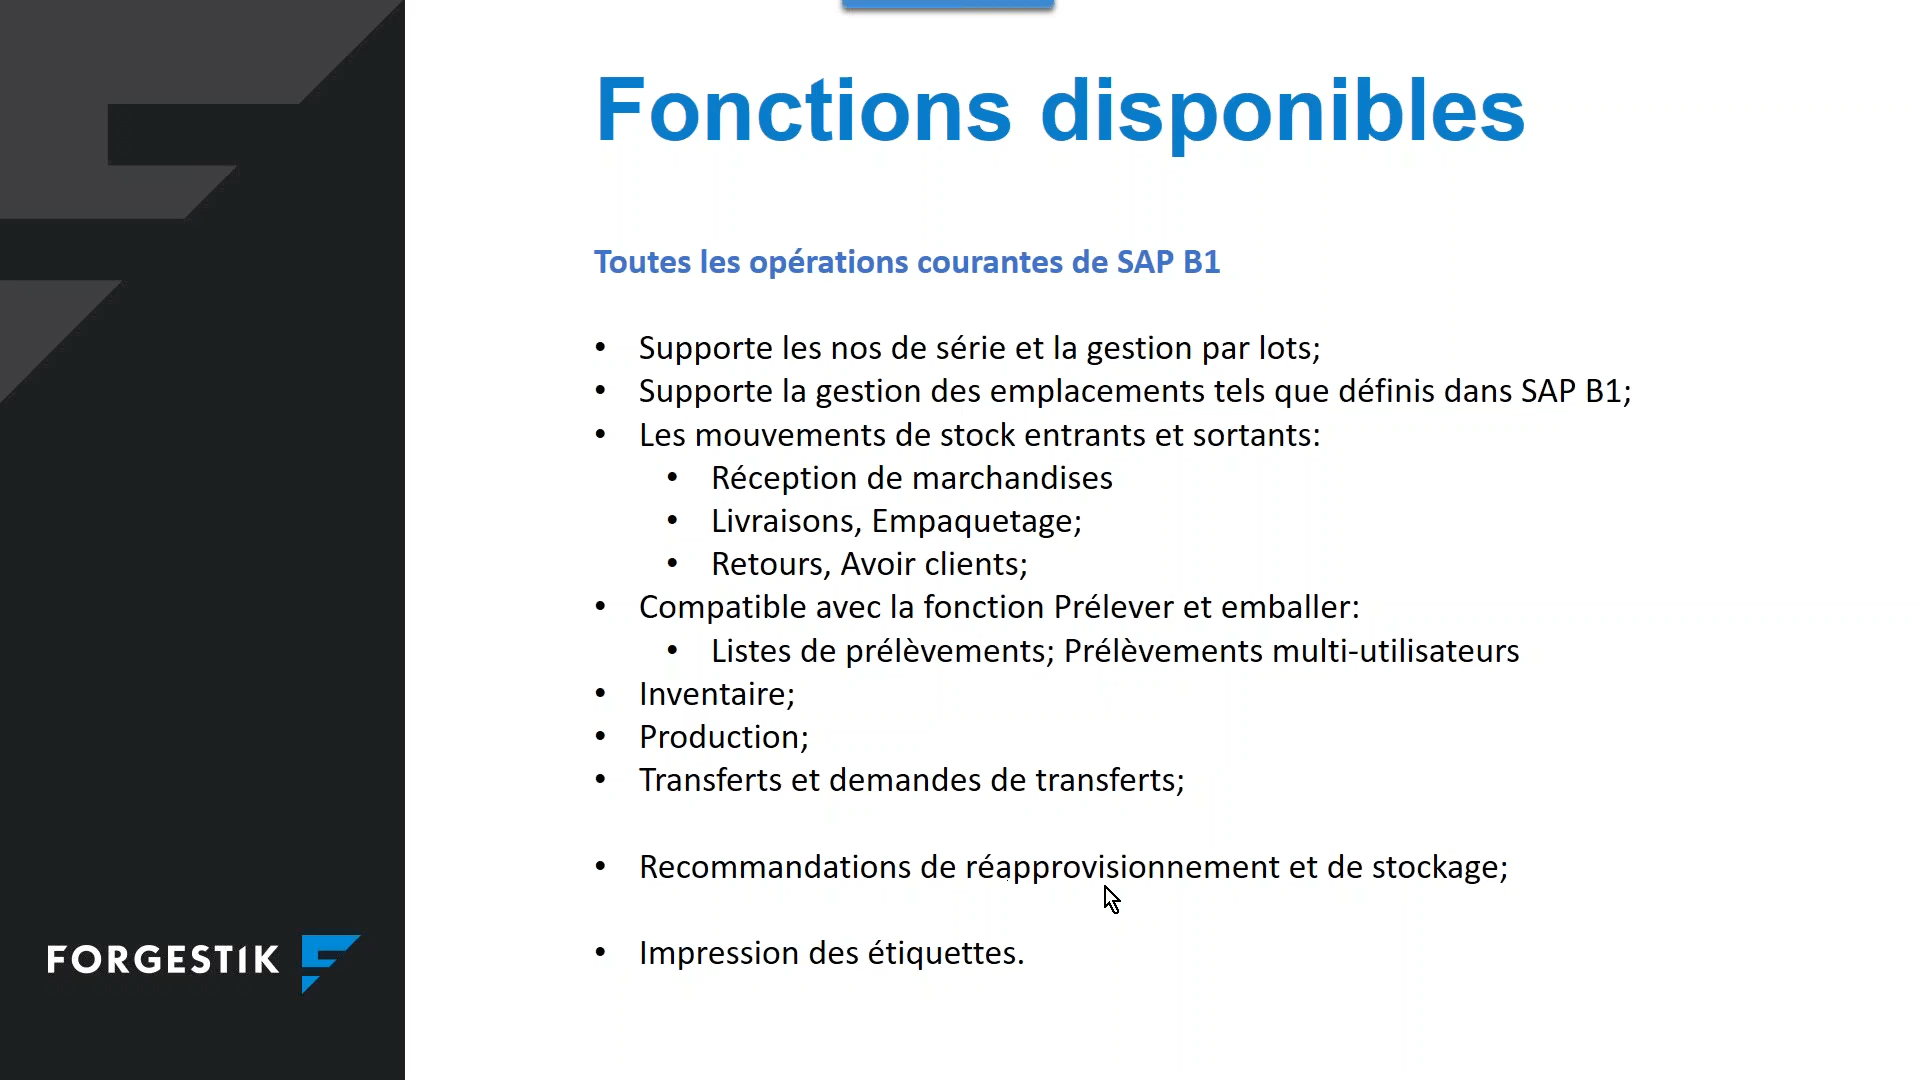 Fonctions disponibles
Toutes les opérations courantes de SAP B1
• Supporte les nos de série et la gestion par lots;
• Supporte la gestion des emplacements tels que définis dans SAP B1;
• Les mouvements de stock entrants et sortants:
• Réception de marchandises
• Livraisons, Empaquetage;
• Retours, Avoir clients;
• Compatible avec la fonction Prélever et emballer:
• Listes de prélèvements; Prélèvements multi-utilisateurs
• Inventaire;
• Production;
• Transferts et demandes de transferts;
• Recommandations de réapprovisionnement et de stockage;
• Impression des étiquettes.
FORGESTIK